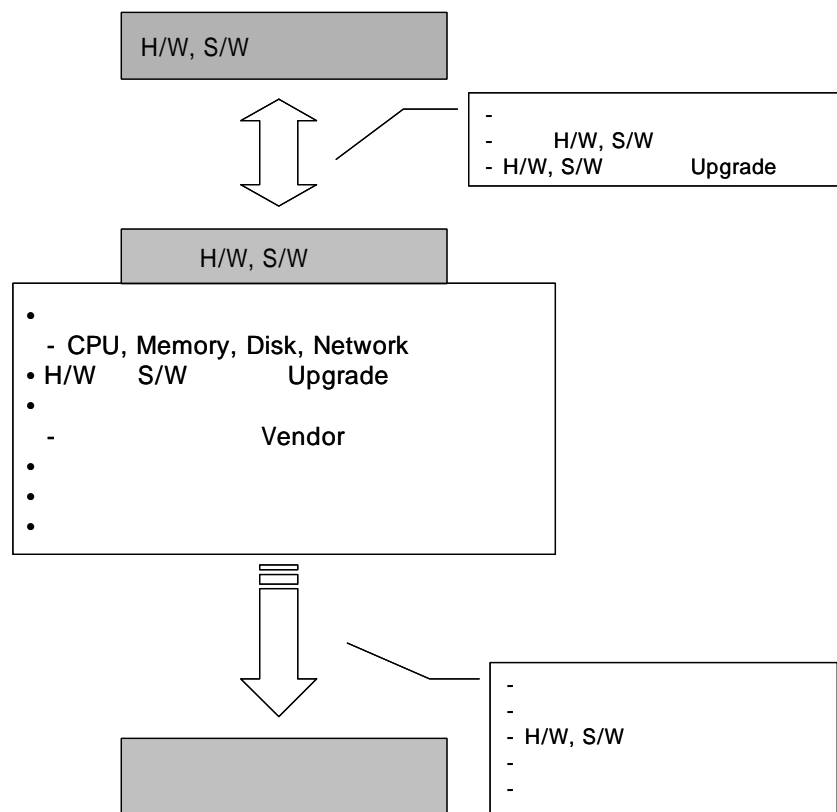 H/W, S/W
-
- H/W, S/W
- H/W, S/W Upgrade
H/W, S/W
•
- CPU, Memory, Disk, Network
• H/W S/W Upgrade
•
- Vendor
•
•
•
-
-
- H/W, S/W
-
-